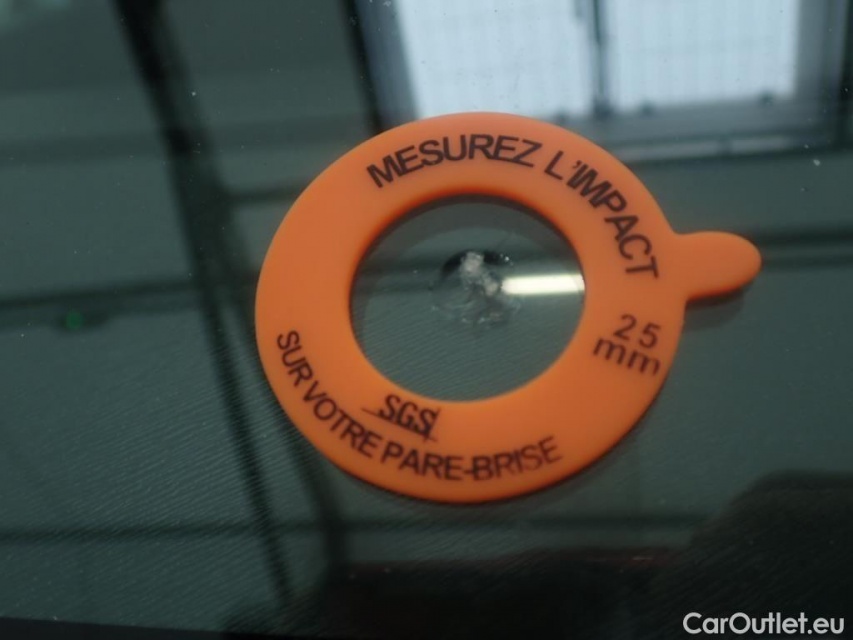 MESUREZ L'IMPACT
25
mm
SGS
SUR VOTRE PARE-BRISE
CarOutlet.eu